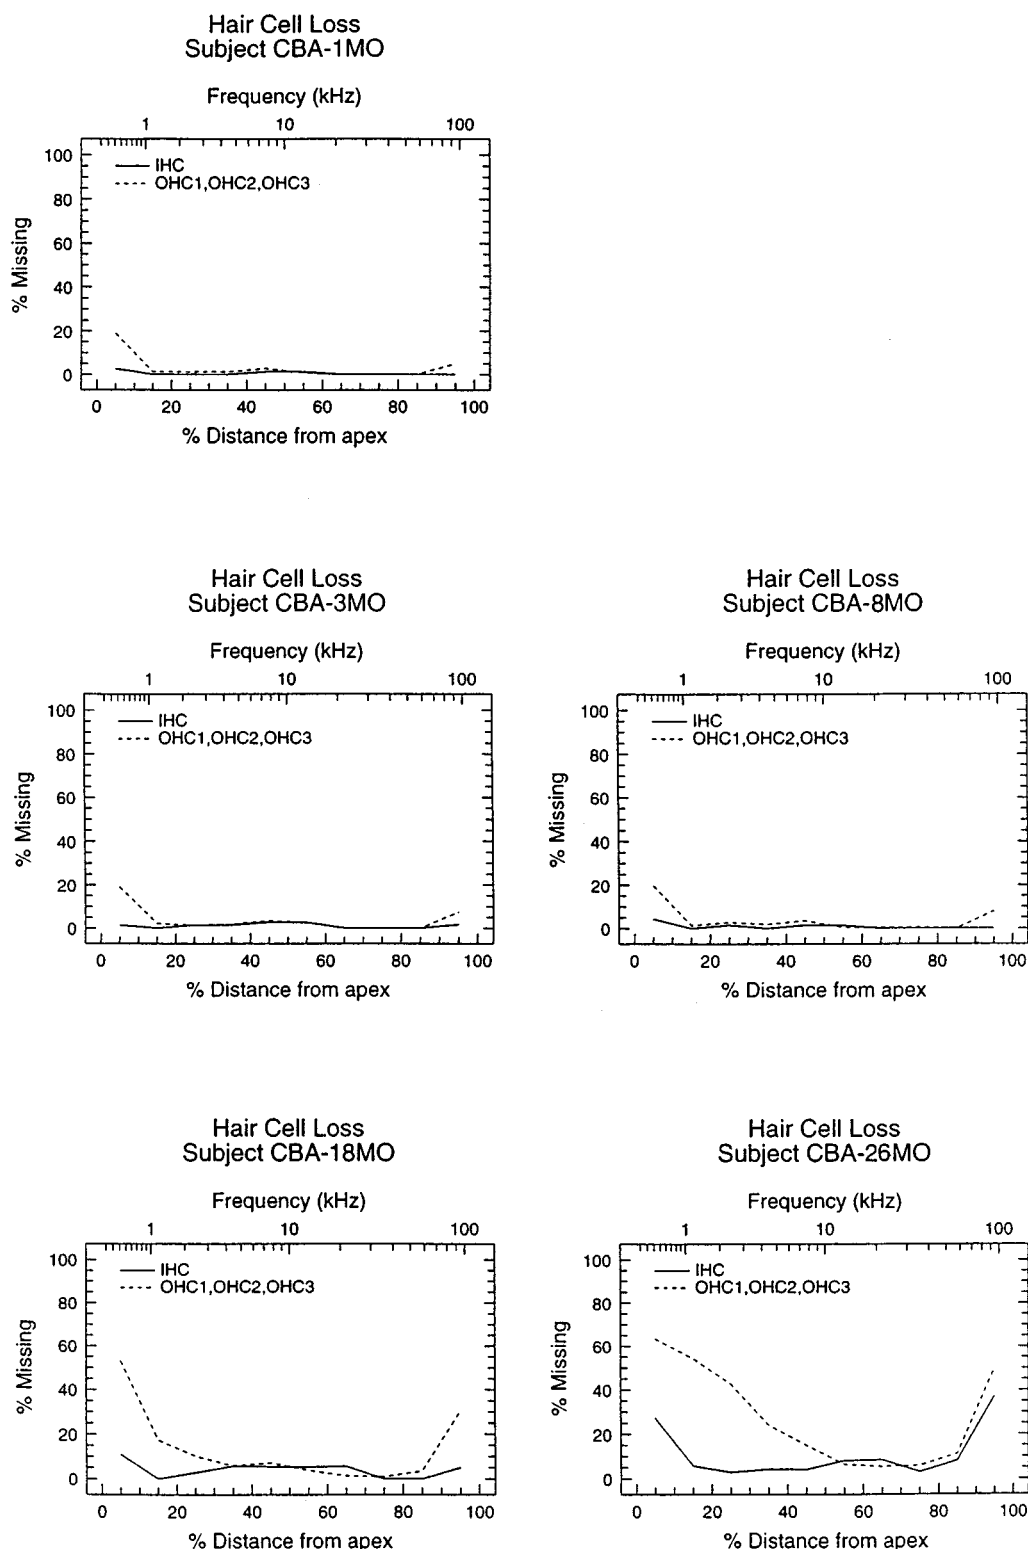 Hair Cell Loss
Subject CBA-1MO
Frequency (kHz)
1 10 100
100
80
60
40
20
0
% Missing
IHC
OHC1,OHC2,OHC3
0 20 40 60 80 100
% Distance from apex
Hair Cell Loss
Subject CBA-3MO
Frequency (kHz)
1 10 100
100
80
60
40
20
0
% Missing
IHC
OHC1,OHC2,OHC3
0 20 40 60 80 100
% Distance from apex
Hair Cell Loss
Subject CBA-8MO
Frequency (kHz)
1 10 100
100
80
60
40
20
0
% Missing
IHC
OHC1,OHC2,OHC3
0 20 40 60 80 100
% Distance from apex
Hair Cell Loss
Subject CBA-18MO
Frequency (kHz)
1 10 100
100
80
60
40
20
0
% Missing
IHC
OHC1,OHC2,OHC3
0 20 40 60 80 100
% Distance from apex
Hair Cell Loss
Subject CBA-26MO
Frequency (kHz)
1 10 100
100
80
60
40
20
0
% Missing
IHC
OHC1,OHC2,OHC3
0 20 40 60 80 100
% Distance from apex